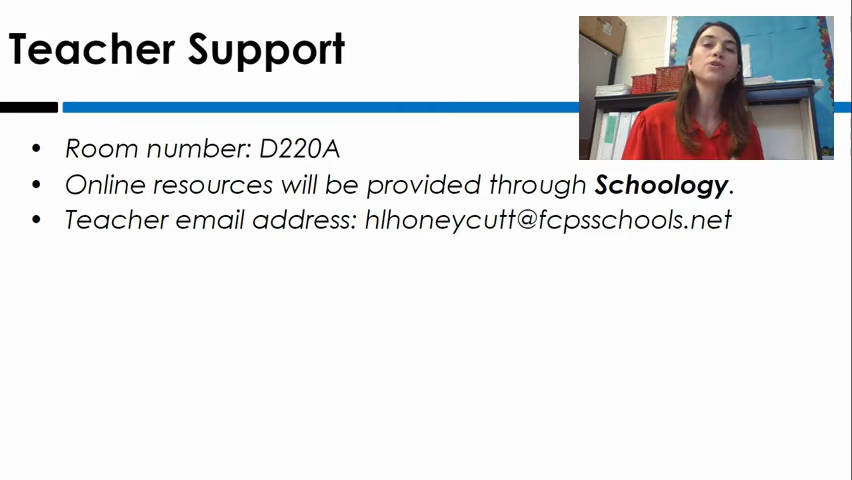 Teacher Support
• Room number: D220A
• Online resources will be provided through Schoology.
• Teacher email address: hlhoneycutt@fcpsschools.net